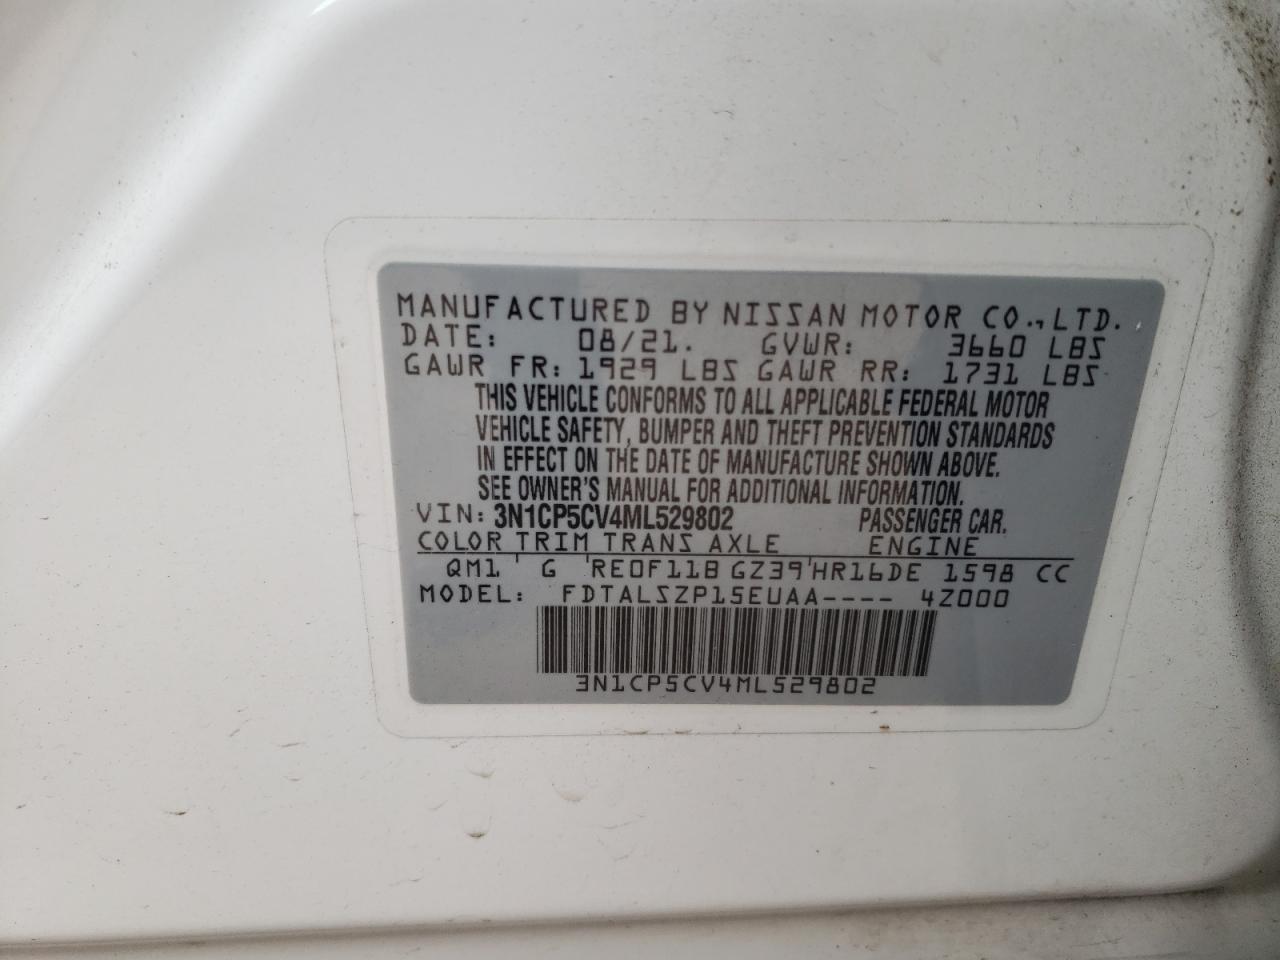 MANUFACTURED BY NISSAN MOTOR CO., LTD.
DATE: 08/21. GVWR: 3660 LBS
GAWR FR: 1929 LBS GAWR RR: 1731 LBS
THIS VEHICLE CONFORMS TO ALL APPLICABLE FEDERAL MOTOR
VEHICLE SAFETY, BUMPER AND THEFT PREVENTION STANDARDS
IN EFFECT ON THE DATE OF MANUFACTURE SHOWN ABOVE.
SEE OWNER'S MANUAL FOR ADDITIONAL INFORMATION.
VIN: 3N1CP5CV4ML529802 PASSENGER CAR.
COLOR TRIM TRANS AXLE ENGINE
QM1 ' G 'RE0F11B GZ39'HR16DE 1598 CC
MODEL: FDTALSZP15EUAA---- 4Z000
3N1CP5CV4ML529802